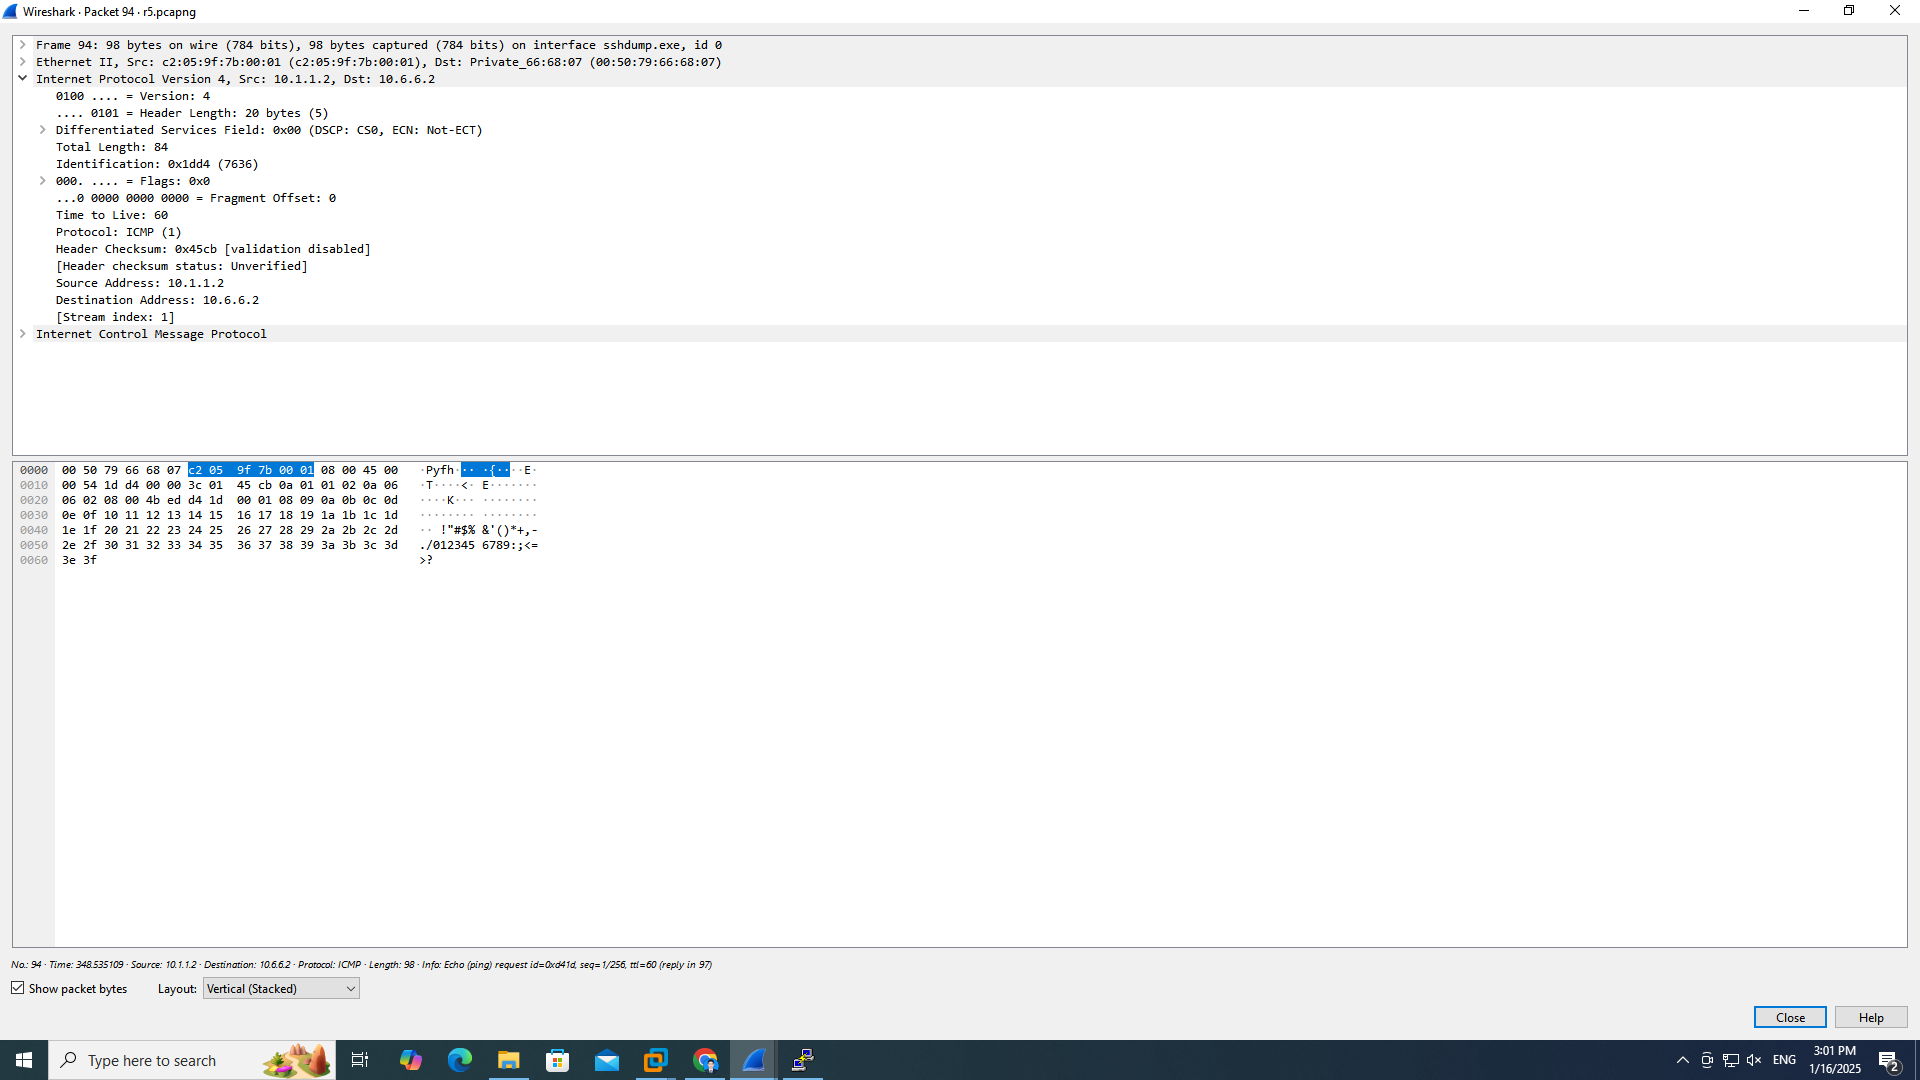 Wireshark · Packet 94 · r5.pcapng
Frame 94: 98 bytes on wire (784 bits), 98 bytes captured (784 bits) on interface sshdump.exe, id 0
Ethernet II, Src: c2:05:9f:7b:00:01 (c2:05:9f:7b:00:01), Dst: Private_66:68:07 (00:50:79:66:68:07)
Internet Protocol Version 4, Src: 10.1.1.2, Dst: 10.6.6.2
0100 .... = Version: 4
.... 0101 = Header Length: 20 bytes (5)
Differentiated Services Field: 0x00 (DSCP: CS0, ECN: Not-ECT)
Total Length: 84
Identification: 0x1dd4 (7636)
000. .... = Flags: 0x0
...0 0000 0000 0000 = Fragment Offset: 0
Time to Live: 60
Protocol: ICMP (1)
Header Checksum: 0x45cb [validation disabled]
[Header checksum status: Unverified]
Source Address: 10.1.1.2
Destination Address: 10.6.6.2
[Stream index: 1]
Internet Control Message Protocol
0000 00 50 79 66 68 07 c2 05 9f 7b 00 01 08 00 45 00 ·Pyfh··· ·{····E·
0010 00 54 1d d4 00 00 3c 01 45 cb 0a 01 01 02 0a 06 ·T····<· E·······
0020 06 02 08 00 4b ed d4 1d 00 01 08 09 0a 0b 0c 0d ····K··· ········
0030 0e 0f 10 11 12 13 14 15 16 17 18 19 1a 1b 1c 1d ········ ········
0040 1e 1f 20 21 22 23 24 25 26 27 28 29 2a 2b 2c 2d ·· !"#$% &'()*+,-
0050 2e 2f 30 31 32 33 34 35 36 37 38 39 3a 3b 3c 3d ./012345 6789:;<=
0060 3e 3f >?
No.: 94 · Time: 348.535109 · Source: 10.1.1.2 · Destination: 10.6.6.2 · Protocol: ICMP · Length: 98 · Info: Echo (ping) request id=0xd41d, seq=1/256, ttl=60 (reply in 97)
Show packet bytes Layout: Vertical (Stacked)
Close Help
Type here to search ENG 3:01 PM
1/16/2025 2